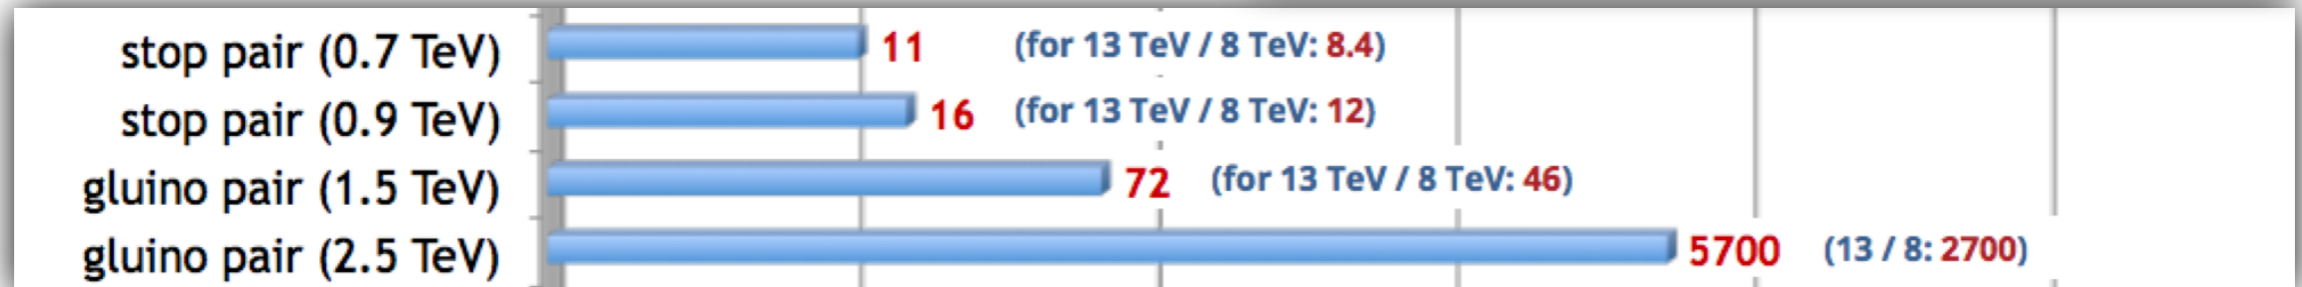 stop pair (0.7 TeV) 11 (for 13 TeV / 8 TeV: 8.4)
stop pair (0.9 TeV) 16 (for 13 TeV / 8 TeV: 12)
gluino pair (1.5 TeV) 72 (for 13 TeV / 8 TeV: 46)
gluino pair (2.5 TeV) 5700 (13 / 8: 2700)